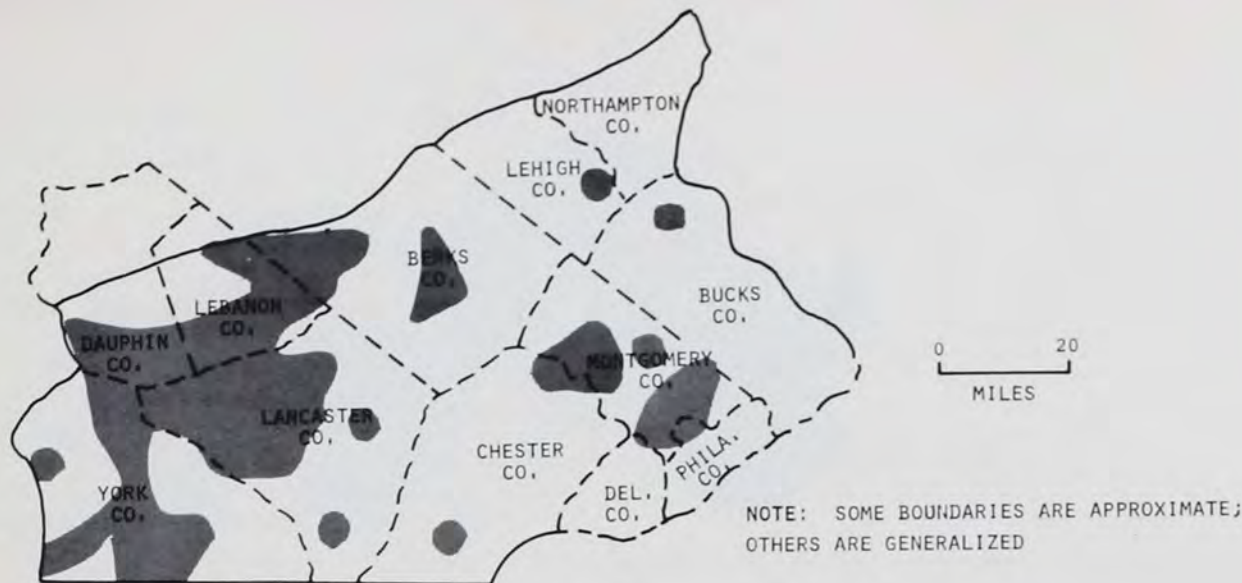 NORTHAMPTON
CO.
LEHIGH
CO.
BERKS
CO.
BUCKS
CO.
LEBANON
CO.
DAUPHIN
CO.
MONTGOMERY
CO.
LANCASTER
CO.
CHESTER
CO.
PHILA.
CO.
DEL.
CO.
YORK
CO.
0 20
MILES
NOTE: SOME BOUNDARIES ARE APPROXIMATE;
OTHERS ARE GENERALIZED